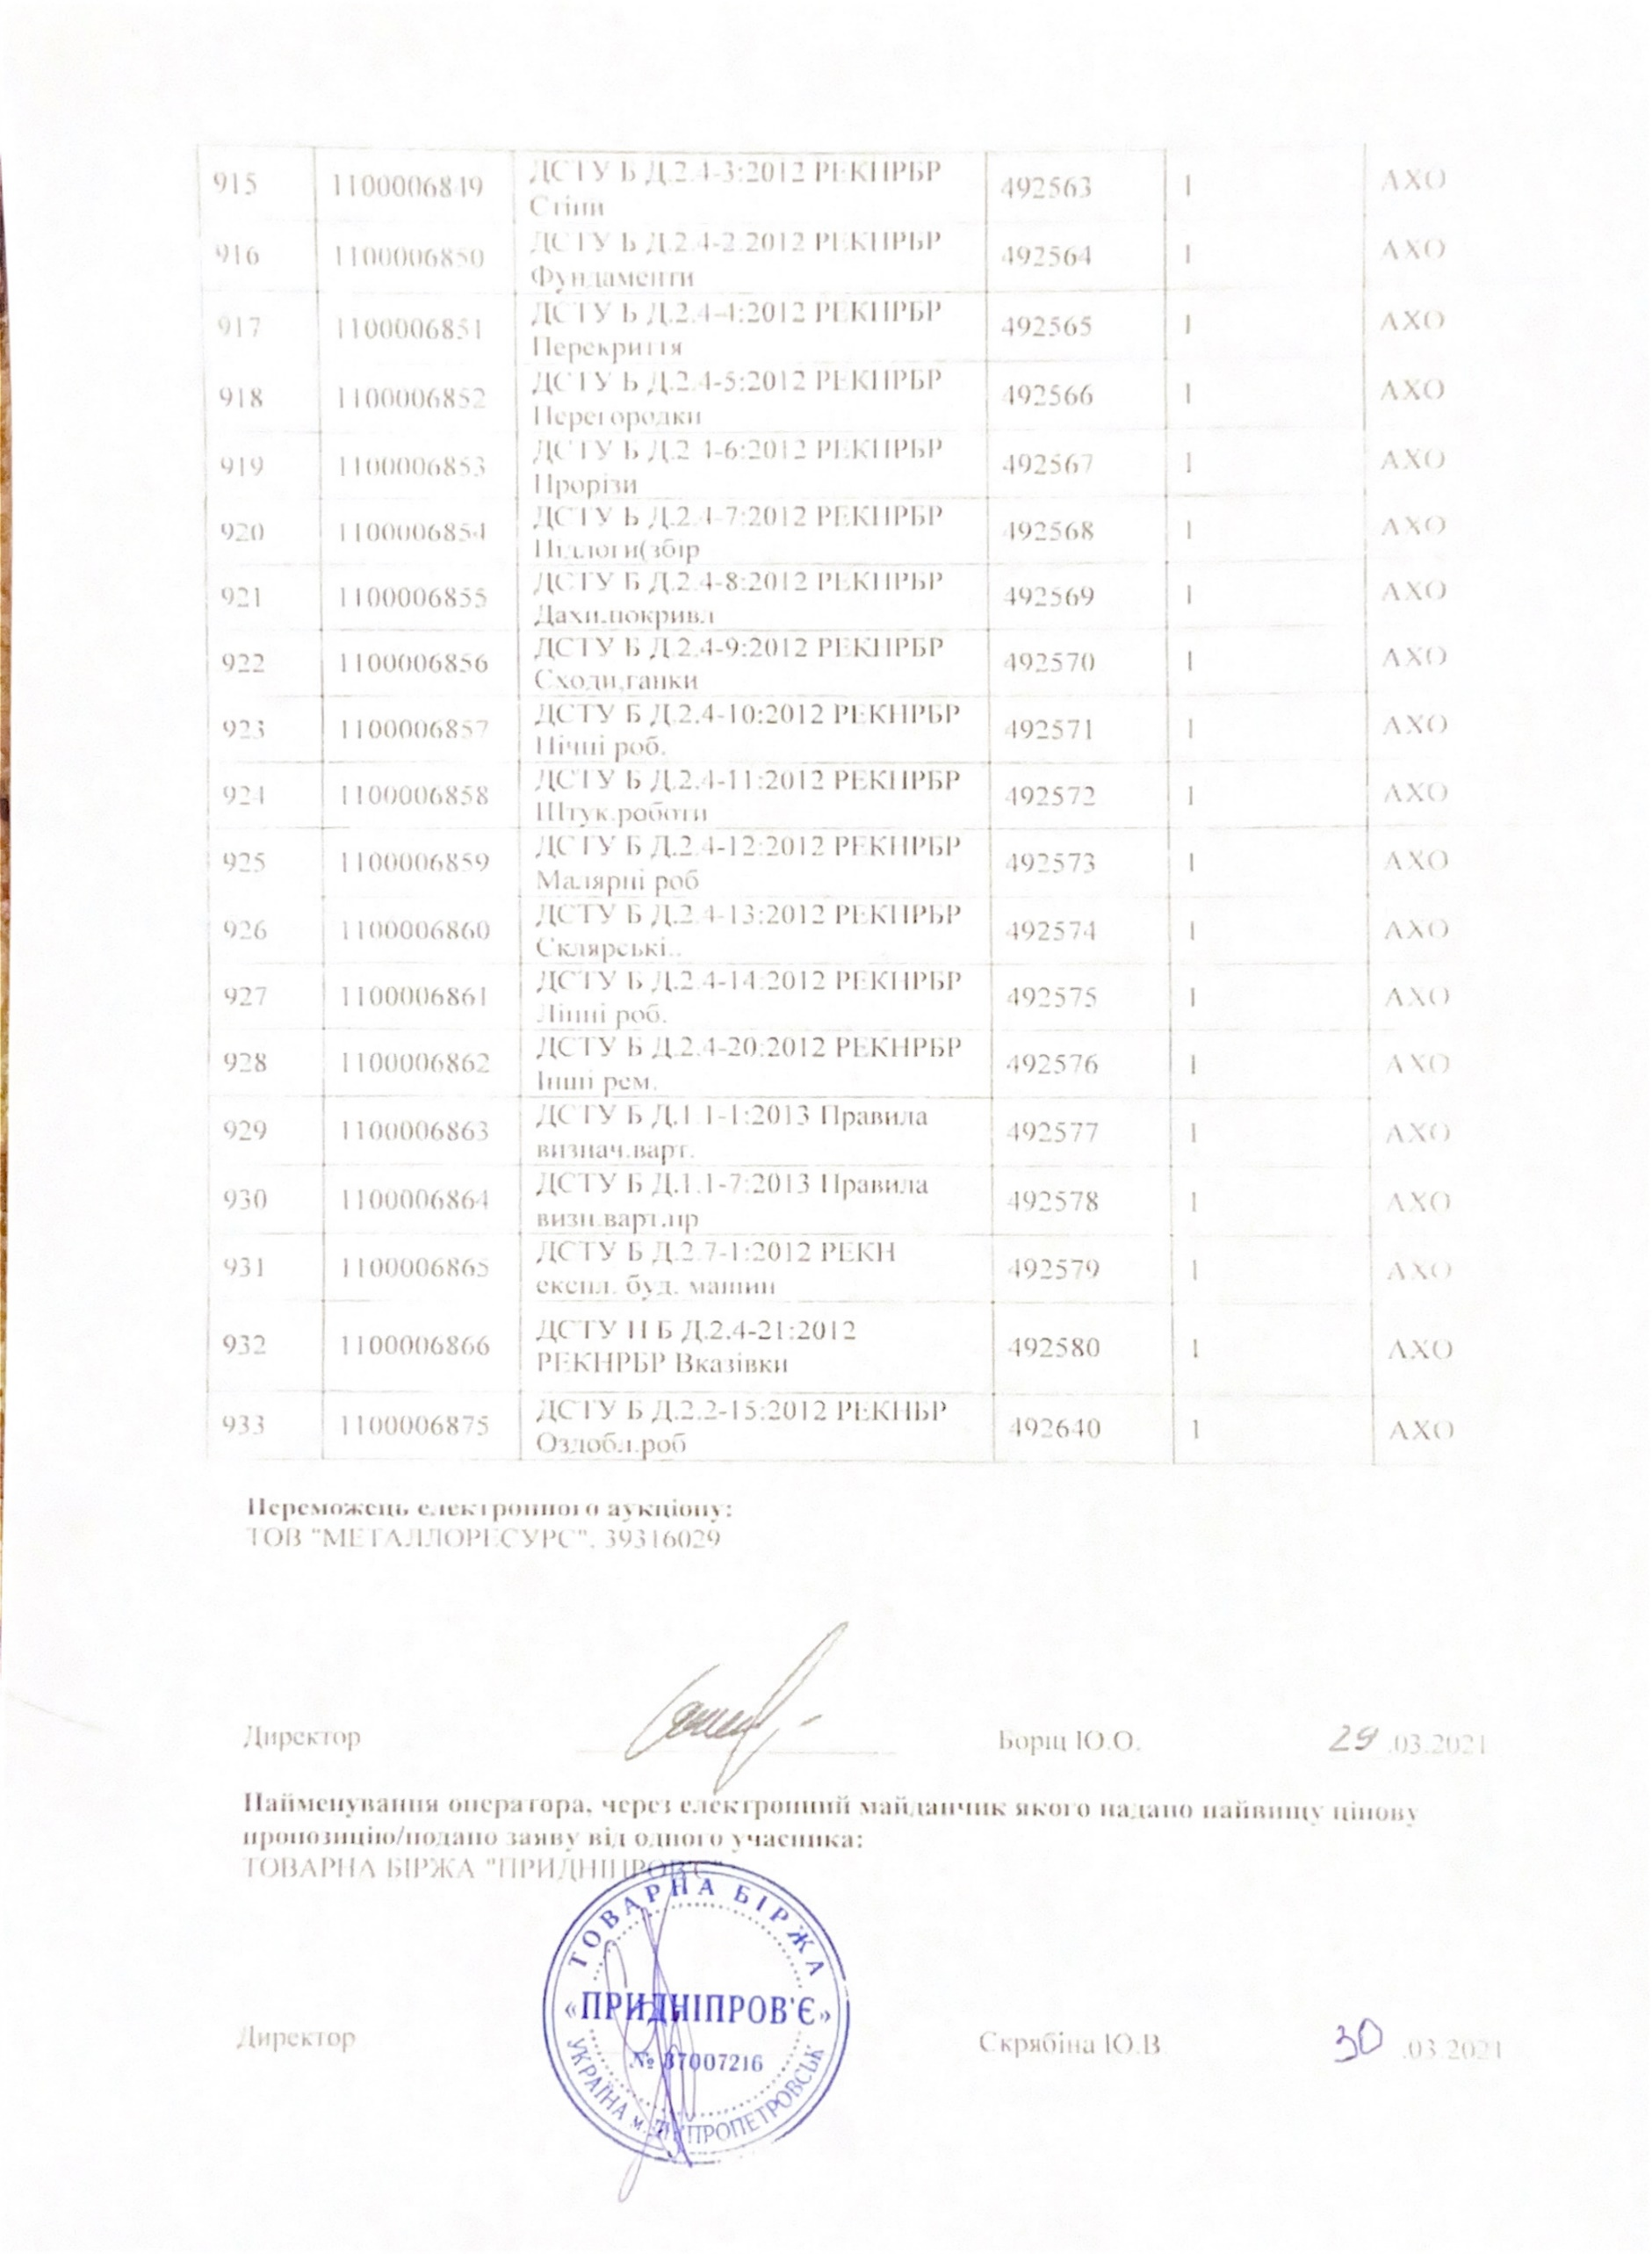 915 1100006849 ДСТУ Б Д.2.4-3:2012 РЕКНРБР 492563 1 АХО
Стіни
916 1100006850 ДСТУ Б Д.2.4-2:2012 РЕКНРБР 492564 1 АХО
Фундаменти
917 1100006851 ДСТУ Б Д.2.4-4:2012 РЕКНРБР 492565 1 АХО
Перекриття
918 1100006852 ДСТУ Б Д.2.4-5:2012 РЕКНРБР 492566 1 АХО
Перегородки
919 1100006853 ДСТУ Б Д.2.4-6:2012 РЕКНРБР 492567 1 АХО
Прорізи
920 1100006854 ДСТУ Б Д.2.4-7:2012 РЕКНРБР 492568 1 АХО
Підлоги(збір
921 1100006855 ДСТУ Б Д.2.4-8:2012 РЕКНРБР 492569 1 АХО
Дахи,покривл
922 1100006856 ДСТУ Б Д.2.4-9:2012 РЕКНРБР 492570 1 АХО
Сходи,ганки
923 1100006857 ДСТУ Б Д.2.4-10:2012 РЕКНРБР 492571 1 АХО
Пічні роб.
924 1100006858 ДСТУ Б Д.2.4-11:2012 РЕКНРБР 492572 1 АХО
Штук.роботи
925 1100006859 ДСТУ Б Д.2.4-12:2012 РЕКНРБР 492573 1 АХО
Малярні роб
926 1100006860 ДСТУ Б Д.2.4-13:2012 РЕКНРБР 492574 1 АХО
Склярські..
927 1100006861 ДСТУ Б Д.2.4-14:2012 РЕКНРБР 492575 1 АХО
Ліпні роб.
928 1100006862 ДСТУ Б Д.2.4-20:2012 РЕКНРБР 492576 1 АХО
Інші рем.
929 1100006863 ДСТУ Б Д.1.1-1:2013 Правила 492577 1 АХО
визнач.варт.
930 1100006864 ДСТУ Б Д.1.1-7:2013 Правила 492578 1 АХО
визн.варт.пр
931 1100006865 ДСТУ Б Д.2.7-1:2012 РЕКН 492579 1 АХО
експл. буд. машин
932 1100006866 ДСТУ Н Б Д.2.4-21:2012 492580 1 АХО
РЕКНРБР Вказівки
933 1100006875 ДСТУ Б Д.2.2-15:2012 РЕКНБР 492640 1 АХО
Оздобл.роб
Переможець електронного аукціону:
ТОВ "МЕТАЛЛОРЕСУРС", 39316029
Директор Борщ Ю.О. 29.03.2021
Найменування оператора, через електронний майданчик якого надано найвищу цінову
пропозицію/подано заяву від одного учасника:
ТОВАРНА БІРЖА "ПРИДНІПРОВ'Є"
ТОВАРНА БІРЖА
«ПРИДНІПРОВ'Є»
№ 37007216
УКРАЇНА м. ДНІПРОПЕТРОВСЬК
Директор Скрябіна Ю.В. 30.03.2021